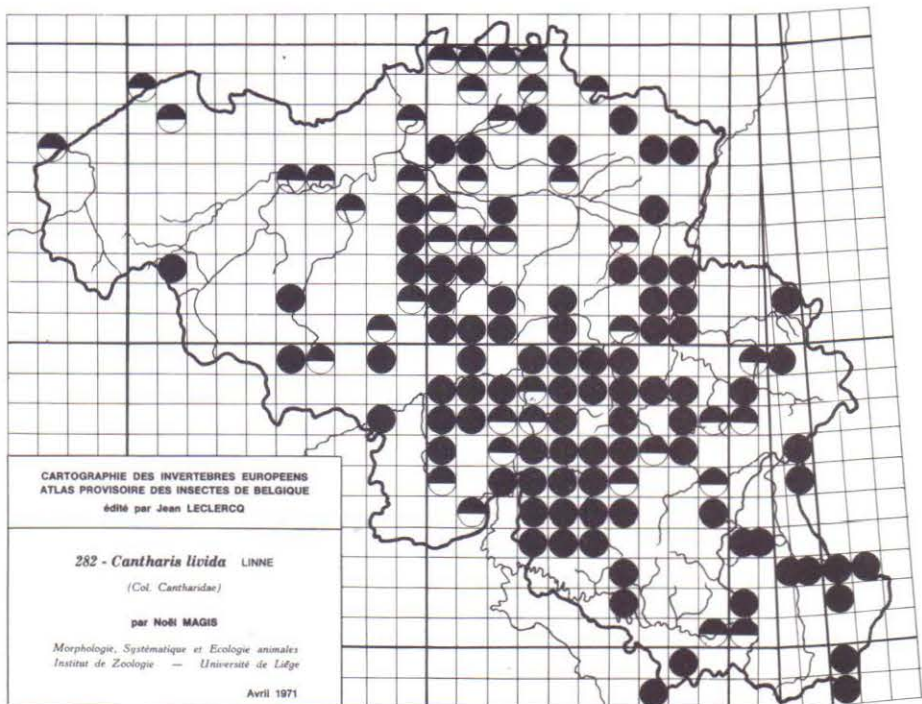 CARTOGRAPHIE DES INVERTEBRES EUROPEENS
ATLAS PROVISOIRE DES INSECTES DE BELGIQUE
édité par Jean LECLERCQ
282 - Cantharis livida LINNE
(Col. Cantharidae)
par Noël MAGIS
Morphologie, Systématique et Ecologie animales
Institut de Zoologie — Université de Liége
Avril 1971